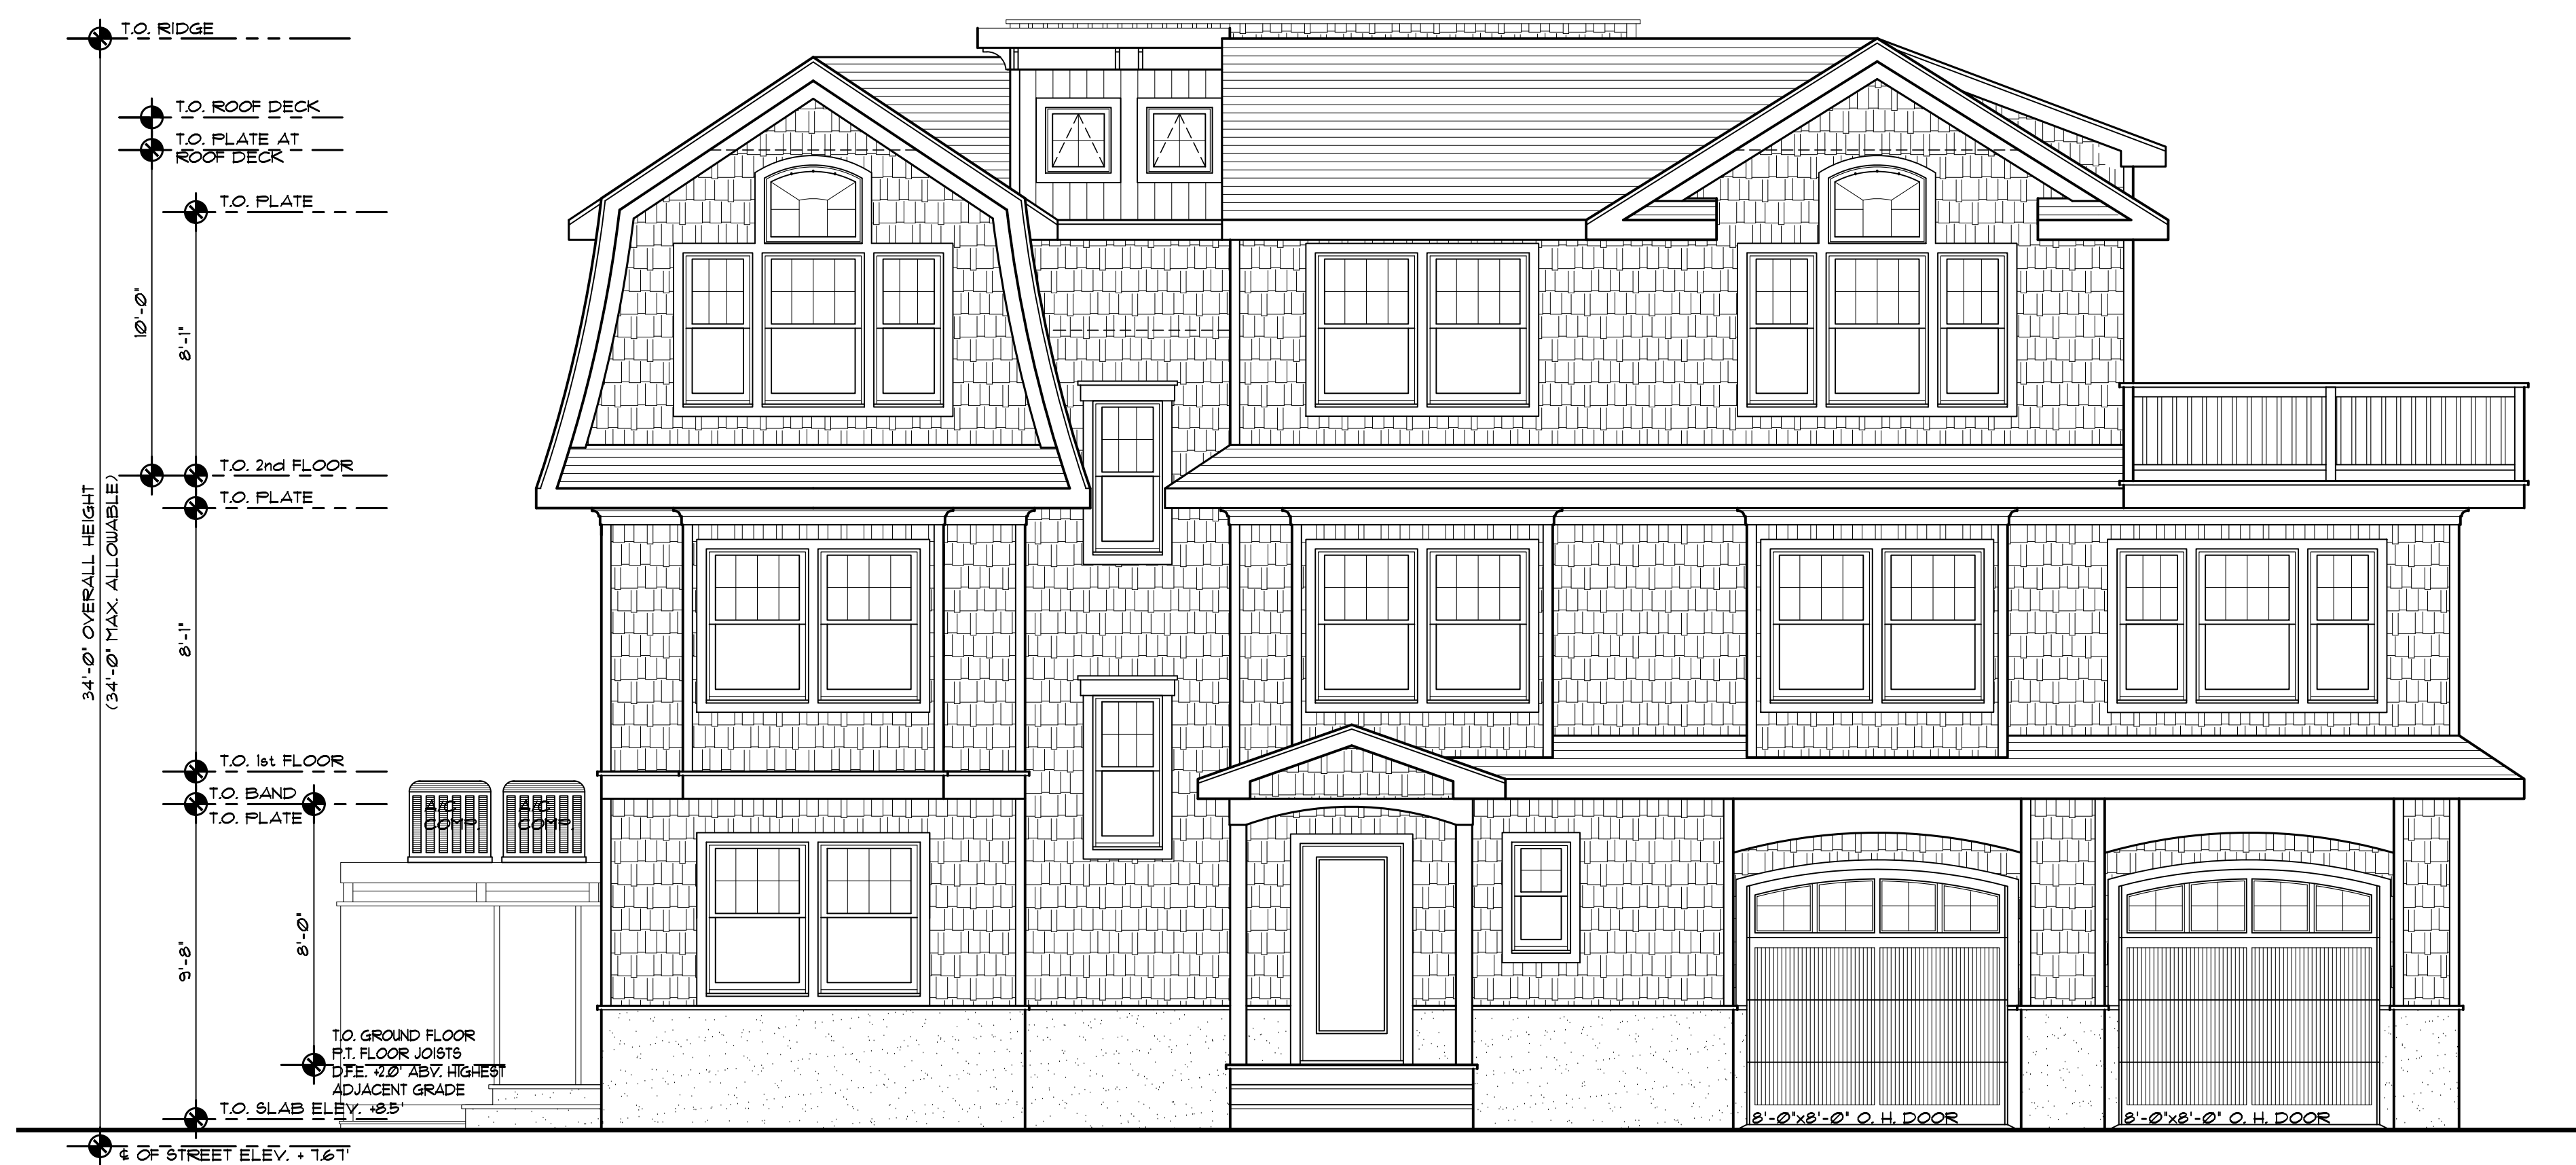 T.O. RIDGE
T.O. ROOF DECK
T.O. PLATE AT
ROOF DECK
T.O. PLATE
10'-0"
8'-1"
T.O. 2nd FLOOR
T.O. PLATE
34'-0" OVERALL HEIGHT
(34'-0" MAX. ALLOWABLE)
8'-1"
T.O. 1st FLOOR
T.O. BAND
T.O. PLATE
A/C
COMP.
A/C
COMP.
9'-8"
8'-0"
T.O. GROUND FLOOR
P.T. FLOOR JOISTS
D.F.E. +2.0' ABV. HIGHEST
ADJACENT GRADE
T.O. SLAB ELEV. +8.5'
8'-0"x8'-0" O. H. DOOR
8'-0"x8'-0" O. H. DOOR
℄ OF STREET ELEV. + 7.67'